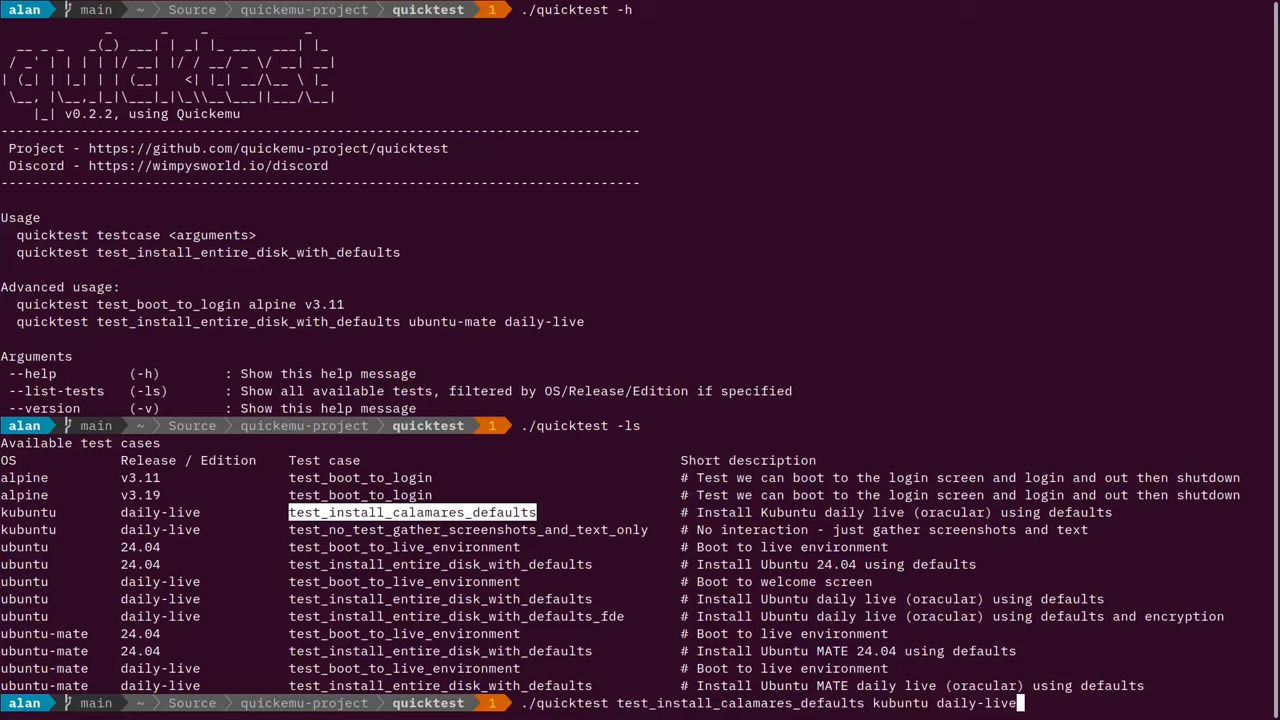 alan main ~ Source quickemu-project quicktest 1 ./quicktest -h
quicktest
|_| v0.2.2, using Quickemu
--------------------------------------------------------------------------------
Project - https://github.com/quickemu-project/quicktest
Discord - https://wimpysworld.io/discord
--------------------------------------------------------------------------------
Usage
quicktest testcase <arguments>
quicktest test_install_entire_disk_with_defaults
Advanced usage:
quicktest test_boot_to_login alpine v3.11
quicktest test_install_entire_disk_with_defaults ubuntu-mate daily-live
Arguments
--help (-h) : Show this help message
--list-tests (-ls) : Show all available tests, filtered by OS/Release/Edition if specified
--version (-v) : Show this help message
alan main ~ Source quickemu-project quicktest 1 ./quicktest -ls
Available test cases
OS Release / Edition Test case Short description
alpine v3.11 test_boot_to_login # Test we can boot to the login screen and login and out then shutdown
alpine v3.19 test_boot_to_login # Test we can boot to the login screen and login and out then shutdown
kubuntu daily-live test_install_calamares_defaults # Install Kubuntu daily live (oracular) using defaults
kubuntu daily-live test_no_test_gather_screenshots_and_text_only # No interaction - just gather screenshots and text
ubuntu 24.04 test_boot_to_live_environment # Boot to live environment
ubuntu 24.04 test_install_entire_disk_with_defaults # Install Ubuntu 24.04 using defaults
ubuntu daily-live test_boot_to_live_environment # Boot to welcome screen
ubuntu daily-live test_install_entire_disk_with_defaults # Install Ubuntu daily live (oracular) using defaults
ubuntu daily-live test_install_entire_disk_with_defaults_fde # Install Ubuntu daily live (oracular) using defaults and encryption
ubuntu-mate 24.04 test_boot_to_live_environment # Boot to live environment
ubuntu-mate 24.04 test_install_entire_disk_with_defaults # Install Ubuntu MATE 24.04 using defaults
ubuntu-mate daily-live test_boot_to_live_environment # Boot to live environment
ubuntu-mate daily-live test_install_entire_disk_with_defaults # Install Ubuntu MATE daily live (oracular) using defaults
alan main ~ Source quickemu-project quicktest 1 ./quicktest test_install_calamares_defaults kubuntu daily-live